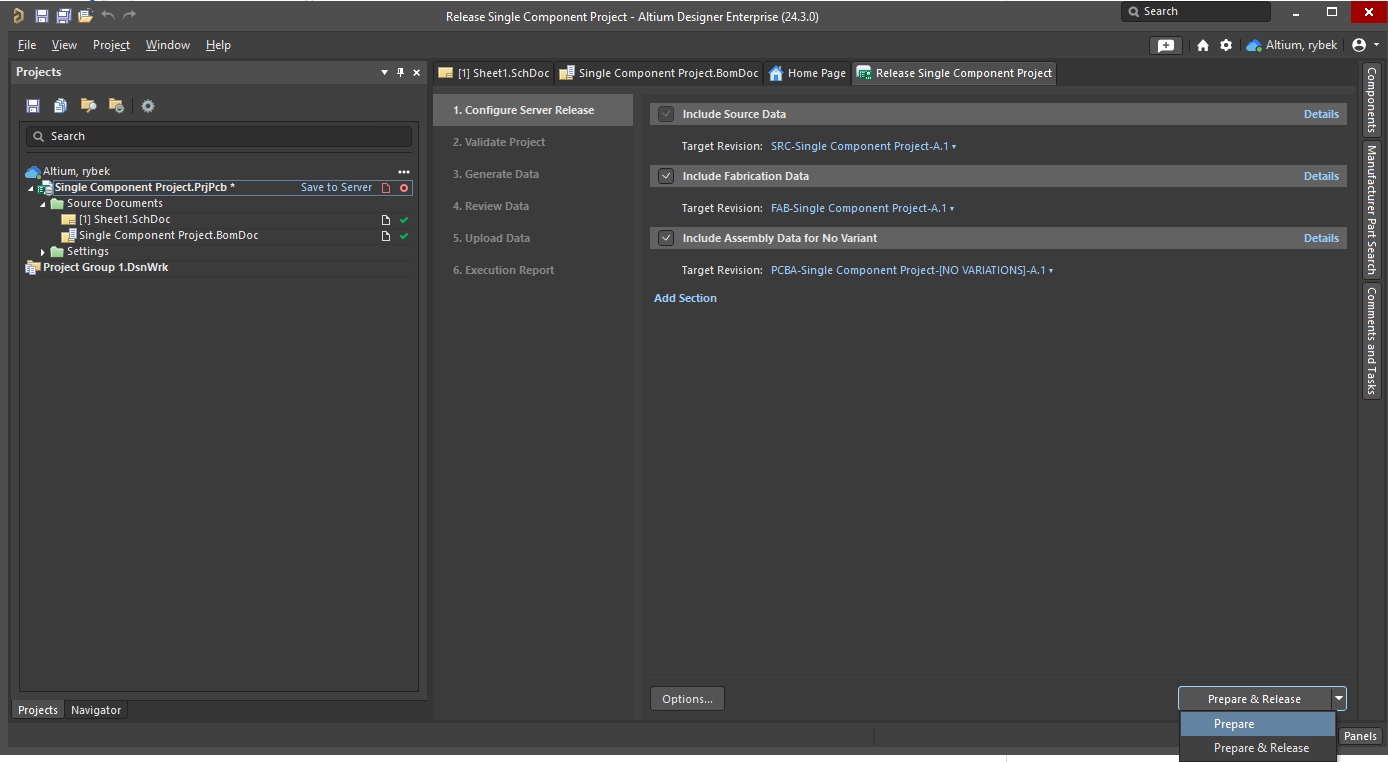 Release Single Component Project - Altium Designer Enterprise (24.3.0)
Search
File View Project Window Help
Altium, rybek
Projects
[1] Sheet1.SchDoc
Single Component Project.BomDoc
Home Page
Release Single Component Project
Search
Altium, rybek
Single Component Project.PrjPcb * Save to Server
Source Documents
[1] Sheet1.SchDoc
Single Component Project.BomDoc
Settings
Project Group 1.DsnWrk
1. Configure Server Release
2. Validate Project
3. Generate Data
4. Review Data
5. Upload Data
6. Execution Report
Include Source Data Details
Target Revision: SRC-Single Component Project-A.1
Include Fabrication Data Details
Target Revision: FAB-Single Component Project-A.1
Include Assembly Data for No Variant Details
Target Revision: PCBA-Single Component Project-[NO VARIATIONS]-A.1
Add Section
Components
Manufacturer Part Search
Comments and Tasks
Options...
Prepare & Release
Prepare
Prepare & Release
Projects Navigator
Panels